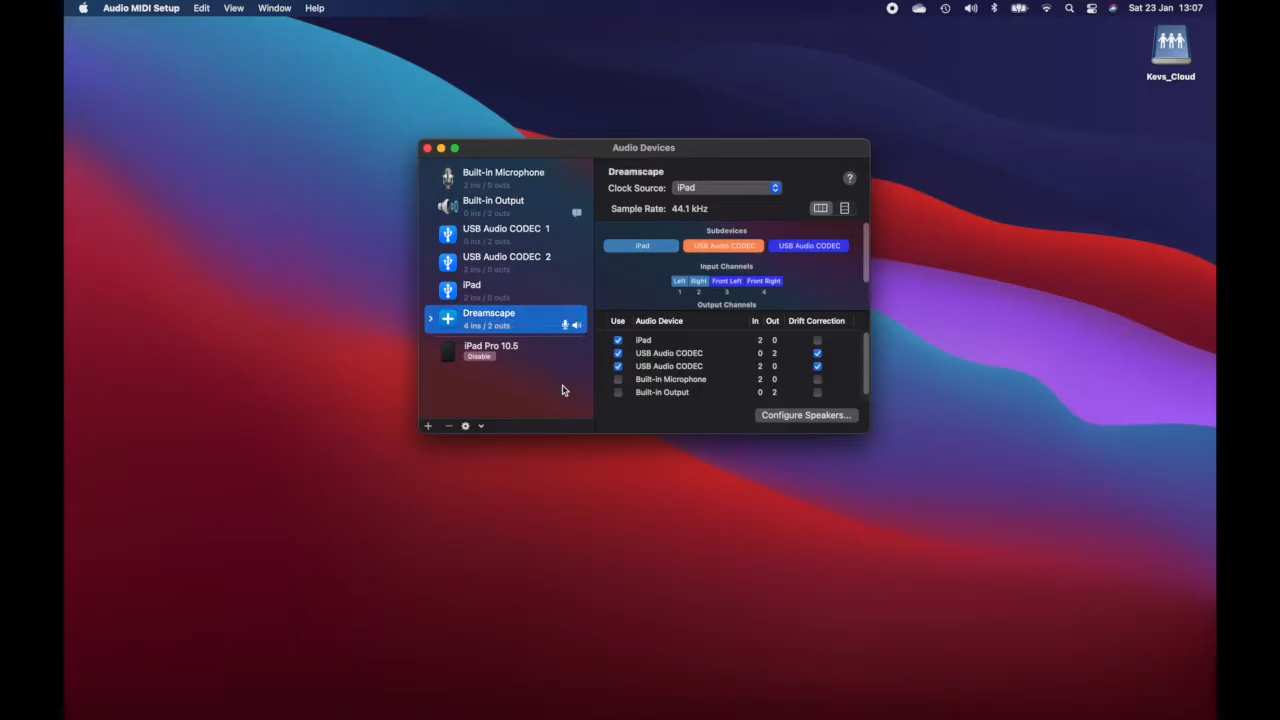 Audio MIDI Setup Edit View Window Help Sat 23 Jan 13:07
Kevs_Cloud
Audio Devices
Built-in Microphone
2 ins / 0 outs
Built-in Output
0 ins / 2 outs
USB Audio CODEC 1
0 ins / 2 outs
USB Audio CODEC 2
2 ins / 0 outs
iPad
2 ins / 0 outs
Dreamscape
4 ins / 2 outs
iPad Pro 10.5
Disable
Dreamscape
Clock Source: iPad
?
Sample Rate: 44.1 kHz
Subdevices
iPad USB Audio CODEC USB Audio CODEC
Input Channels
Left Right Front Left Front Right
1 2 3 4
Output Channels
Use Audio Device In Out Drift Correction
iPad 2 0
USB Audio CODEC 0 2
USB Audio CODEC 2 0
Built-in Microphone 2 0
Built-in Output 0 2
Configure Speakers...